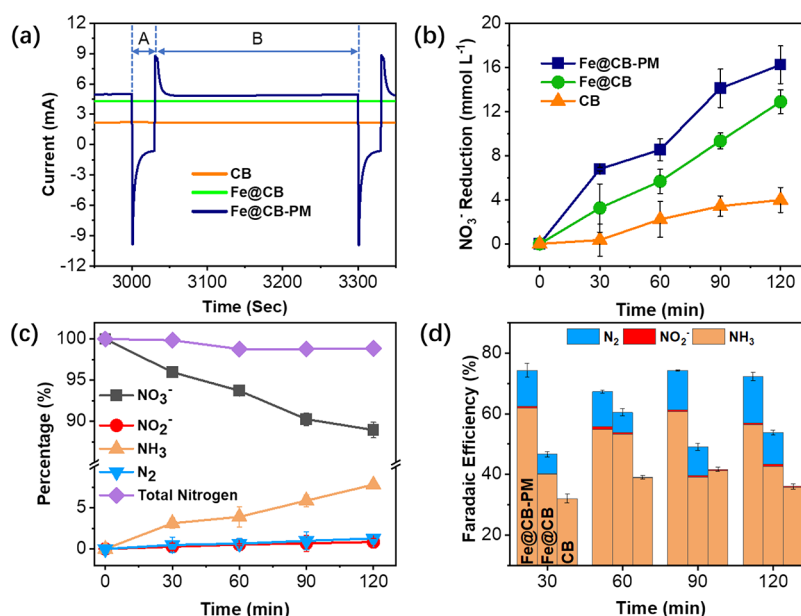 (a)
A
B
12
9
6
3
0
-3
-6
-9
-12
Current (mA)
CB
Fe@CB
Fe@CB-PM
3000
3100
3200
3300
Time (Sec)
(b)
16
12
8
4
0
NO₃⁻ Reduction (mmol L⁻¹)
Fe@CB-PM
Fe@CB
CB
0
30
60
90
120
Time (min)
(c)
100
95
90
5
0
Percentage (%)
NO₃⁻
NO₂⁻
NH₃
N₂
Total Nitrogen
0
30
60
90
120
Time (min)
(d)
N₂
NO₂⁻
NH₃
80
60
40
20
Faradaic Efficiency (%)
Fe@CB-PM
Fe@CB
CB
30
60
90
120
Time (min)